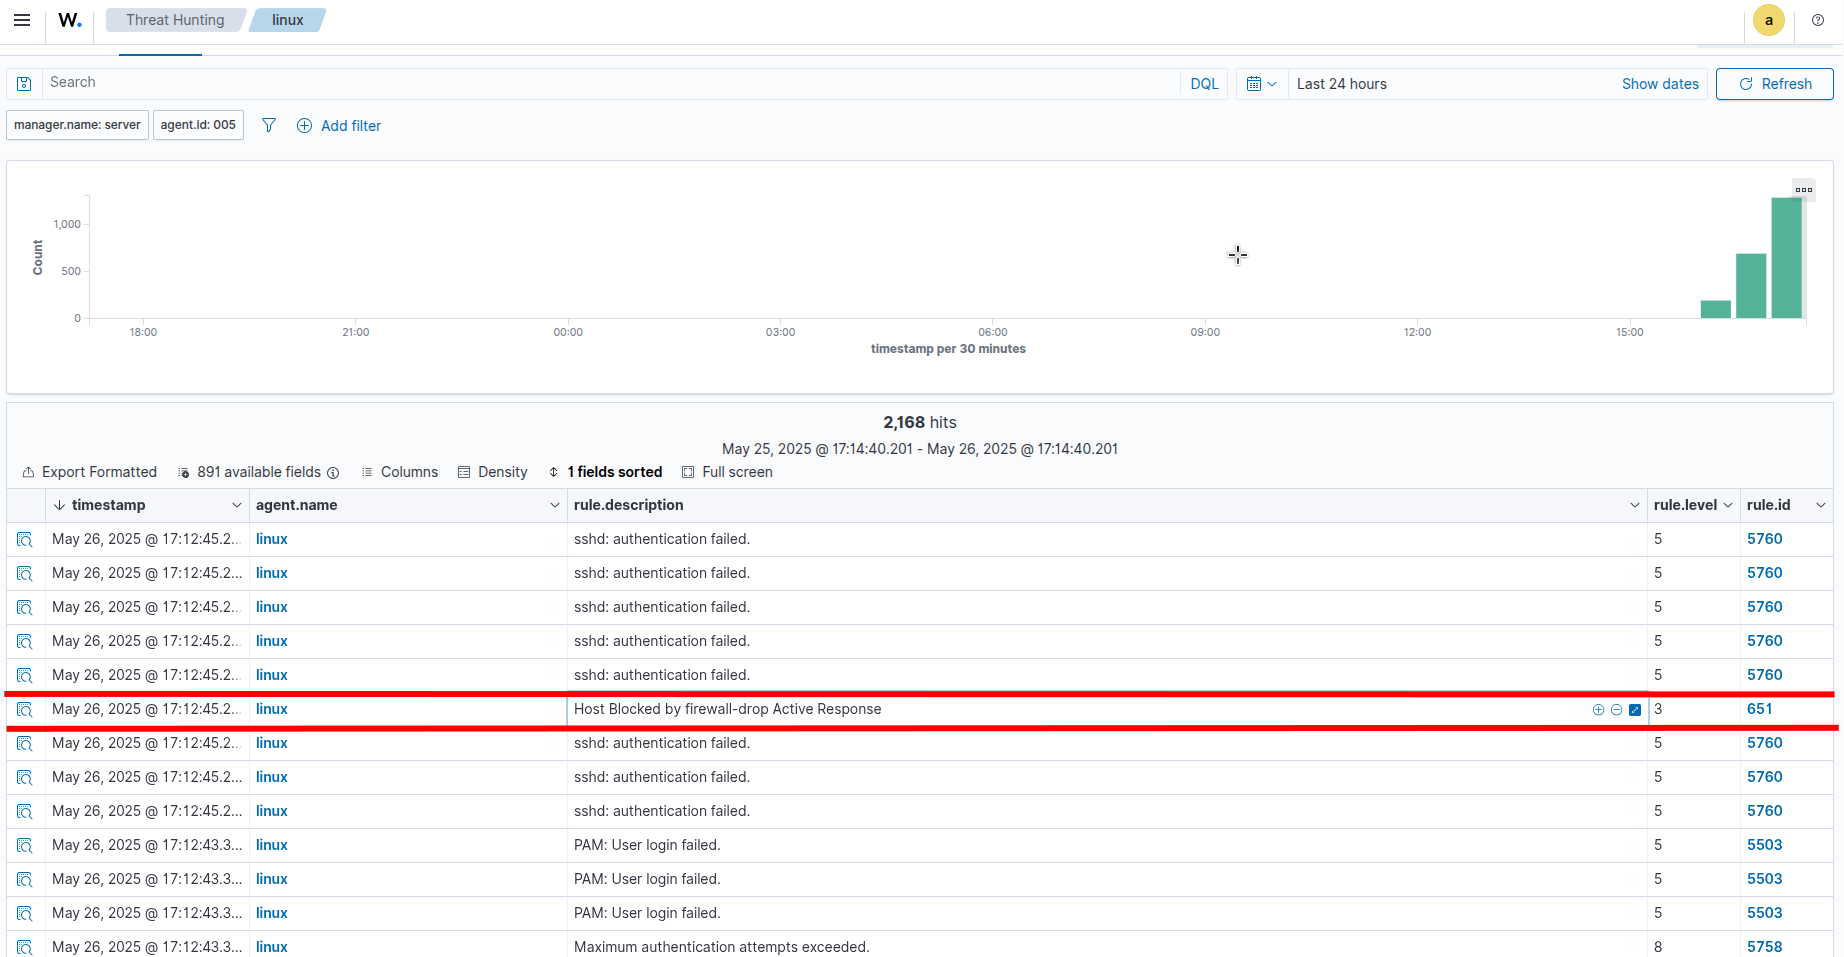 W. Threat Hunting linux a
Search DQL Last 24 hours Show dates Refresh
manager.name: server agent.id: 005 Add filter
1,000
500
0
Count
18:00 21:00 00:00 03:00 06:00 09:00 12:00 15:00
timestamp per 30 minutes
2,168 hits
May 25, 2025 @ 17:14:40.201 - May 26, 2025 @ 17:14:40.201
Export Formatted 891 available fields Columns Density 1 fields sorted Full screen
timestamp agent.name rule.description rule.level rule.id
May 26, 2025 @ 17:12:45.2... linux sshd: authentication failed. 5 5760
May 26, 2025 @ 17:12:45.2... linux sshd: authentication failed. 5 5760
May 26, 2025 @ 17:12:45.2... linux sshd: authentication failed. 5 5760
May 26, 2025 @ 17:12:45.2... linux sshd: authentication failed. 5 5760
May 26, 2025 @ 17:12:45.2... linux sshd: authentication failed. 5 5760
May 26, 2025 @ 17:12:45.2... linux Host Blocked by firewall-drop Active Response 3 651
May 26, 2025 @ 17:12:45.2... linux sshd: authentication failed. 5 5760
May 26, 2025 @ 17:12:45.2... linux sshd: authentication failed. 5 5760
May 26, 2025 @ 17:12:45.2... linux sshd: authentication failed. 5 5760
May 26, 2025 @ 17:12:43.3... linux PAM: User login failed. 5 5503
May 26, 2025 @ 17:12:43.3... linux PAM: User login failed. 5 5503
May 26, 2025 @ 17:12:43.3... linux PAM: User login failed. 5 5503
May 26, 2025 @ 17:12:43.3... linux Maximum authentication attempts exceeded. 8 5758